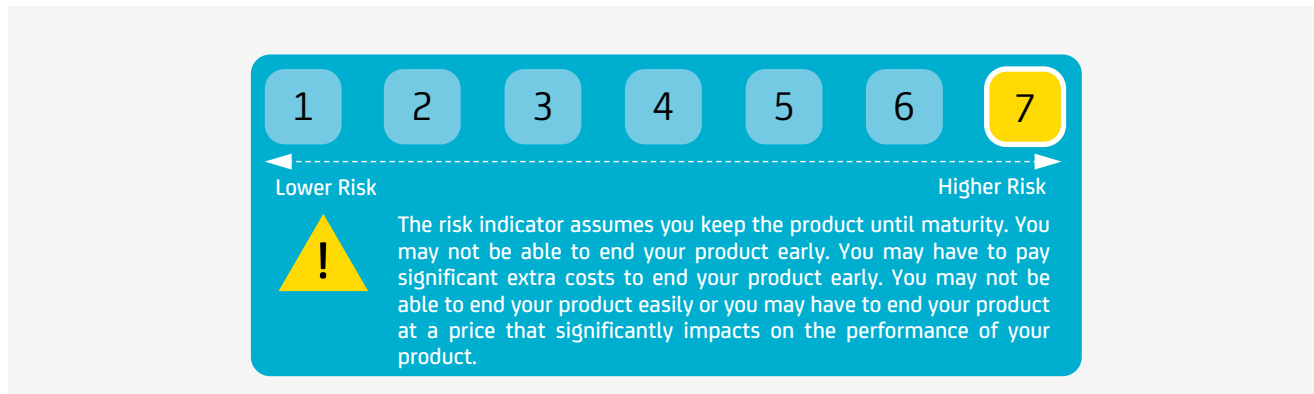 1 2 3 4 5 6 7
Lower Risk Higher Risk
!
The risk indicator assumes you keep the product until maturity. You
may not be able to end your product early. You may have to pay
significant extra costs to end your product early. You may not be
able to end your product easily or you may have to end your product
at a price that significantly impacts on the performance of your
product.